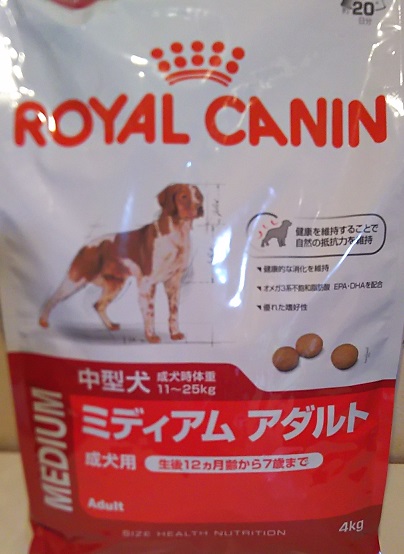 20
日分
ROYAL CANIN
健康を維持することで
自然の抵抗力を維持
健康的な消化を維持
オメガ3系不飽和脂肪酸 EPA・DHAを配合
優れた嗜好性
MEDIUM
中型犬 成犬時体重
11〜25kg
ミディアム アダルト
成犬用 生後12ヵ月齢から7歳まで
Adult
SIZE HEALTH NUTRITION
4kg